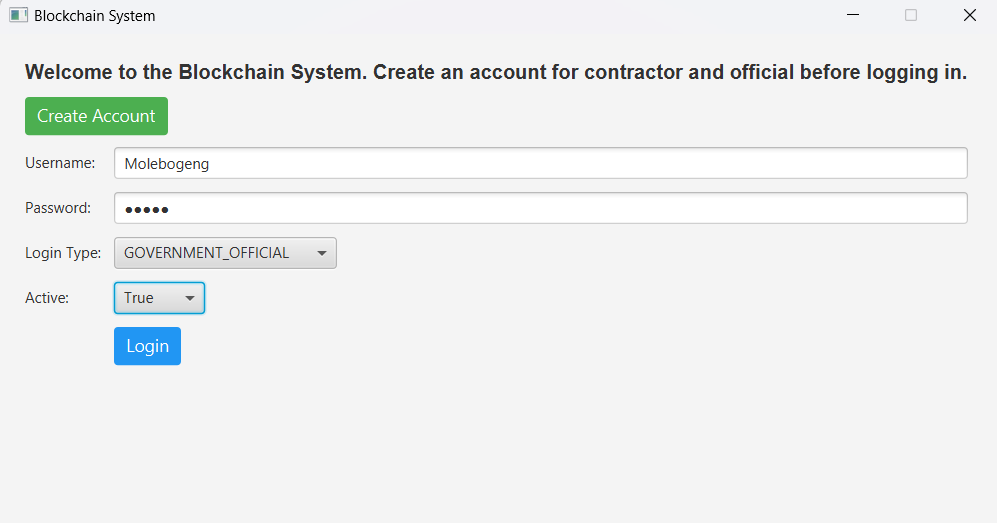 Blockchain System
Welcome to the Blockchain System. Create an account for contractor and official before logging in.
Create Account
Username: Molebogeng
Password: •••••
Login Type: GOVERNMENT_OFFICIAL
Active: True
Login